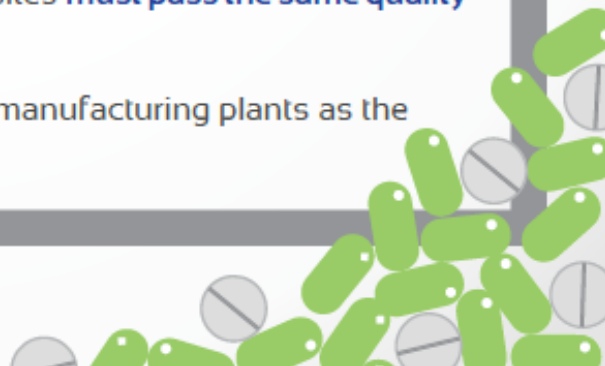 must pass the same quality
manufacturing plants as the